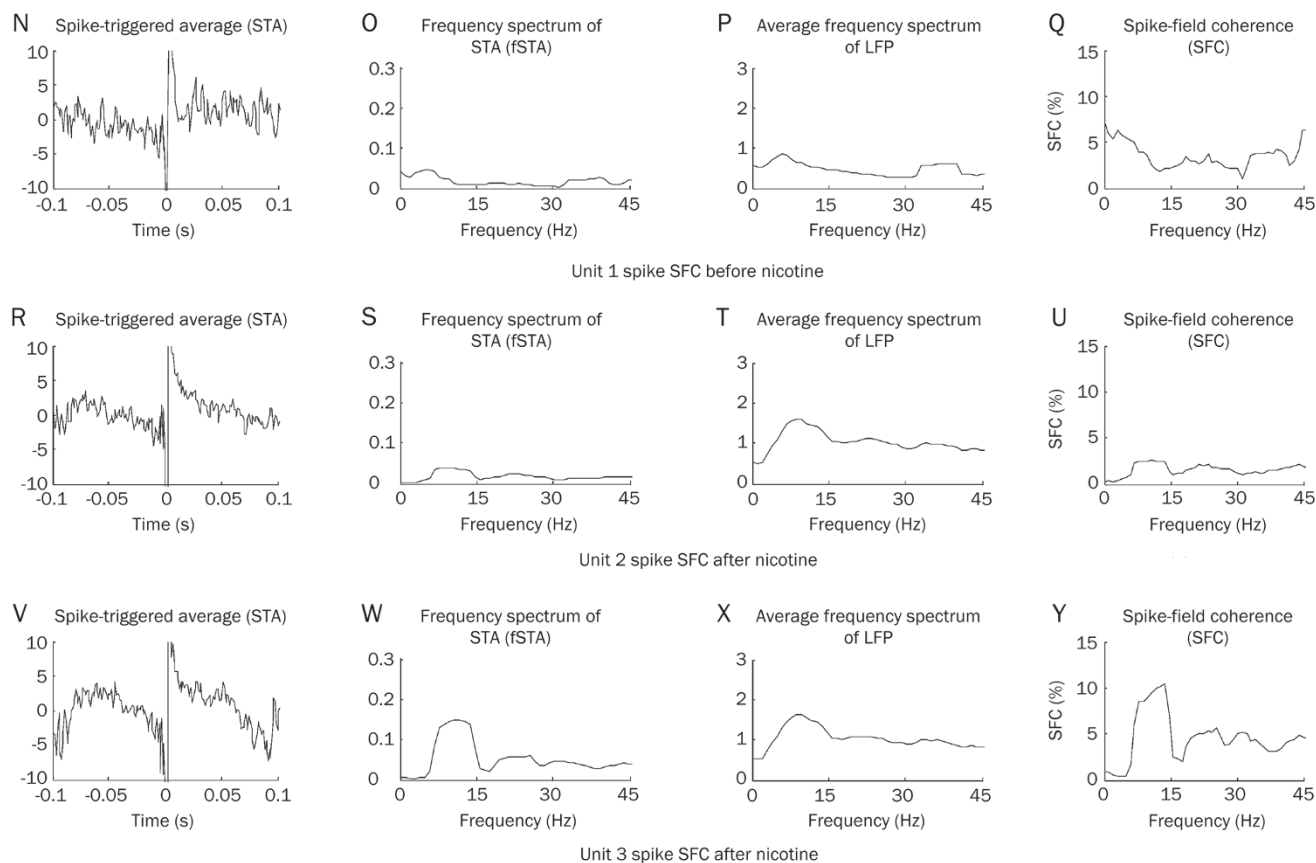 N Spike-triggered average (STA)
10
5
0
-5
-10
-0.1 -0.05 0 0.05 0.1
Time (s)
O Frequency spectrum of
STA (fSTA)
0.3
0.2
0.1
0
0 15 30 45
Frequency (Hz)
P Average frequency spectrum
of LFP
3
2
1
0
0 15 30 45
Frequency (Hz)
Q Spike-field coherence
(SFC)
SFC (%)
15
10
5
0
0 15 30 45
Frequency (Hz)
Unit 1 spike SFC before nicotine
R Spike-triggered average (STA)
10
5
0
-5
-10
-0.1 -0.05 0 0.05 0.1
Time (s)
S Frequency spectrum of
STA (fSTA)
0.3
0.2
0.1
0
0 15 30 45
Frequency (Hz)
T Average frequency spectrum
of LFP
3
2
1
0
0 15 30 45
Frequency (Hz)
U Spike-field coherence
(SFC)
SFC (%)
15
10
5
0
0 15 30 45
Frequency (Hz)
Unit 2 spike SFC after nicotine
V Spike-triggered average (STA)
10
5
0
-5
-10
-0.1 -0.05 0 0.05 0.1
Time (s)
W Frequency spectrum of
STA (fSTA)
0.3
0.2
0.1
0
0 15 30 45
Frequency (Hz)
X Average frequency spectrum
of LFP
3
2
1
0
0 15 30 45
Frequency (Hz)
Y Spike-field coherence
(SFC)
SFC (%)
15
10
5
0
0 15 30 45
Frequency (Hz)
Unit 3 spike SFC after nicotine